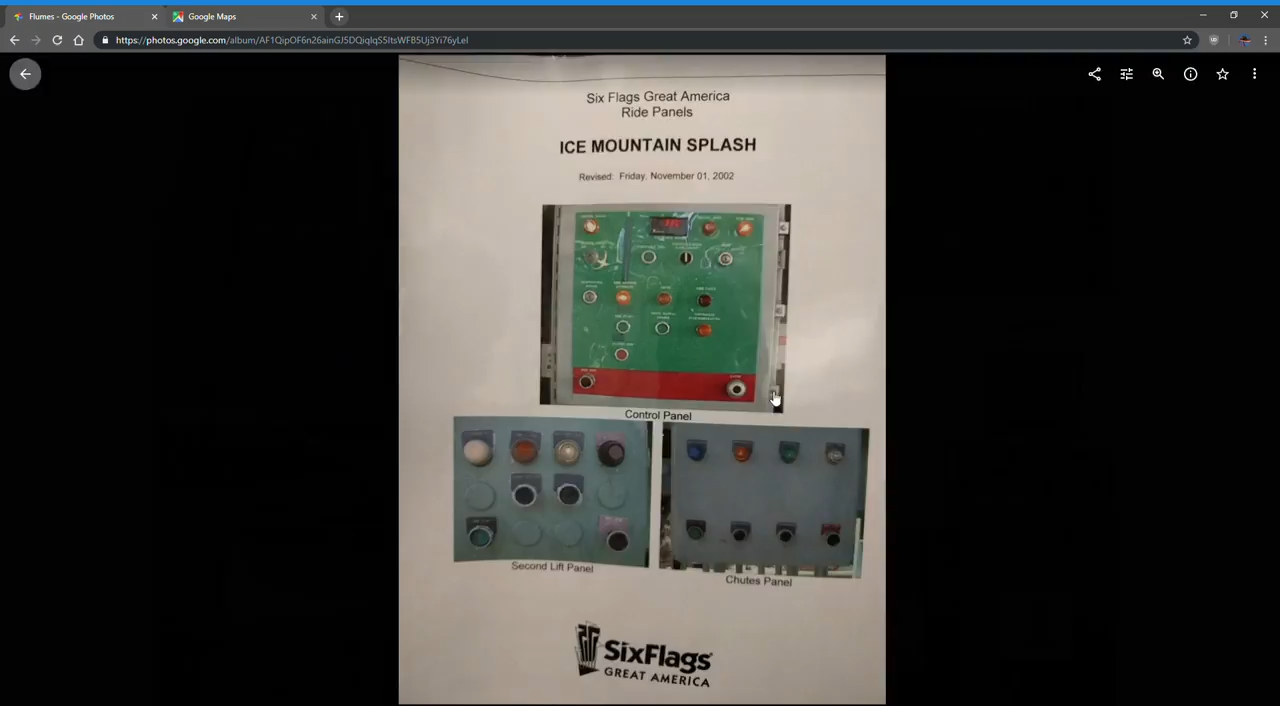 Flumes - Google Photos
Google Maps
https://photos.google.com/album/AF1QipOF6n26ainGJ5DQiqlqS5ltsWFB5Uj3Yi76yLeI
Six Flags Great America
Ride Panels
ICE MOUNTAIN SPLASH
Revised: Friday, November 01, 2002
Control Panel
Second Lift Panel
Chutes Panel
SixFlags
GREAT AMERICA